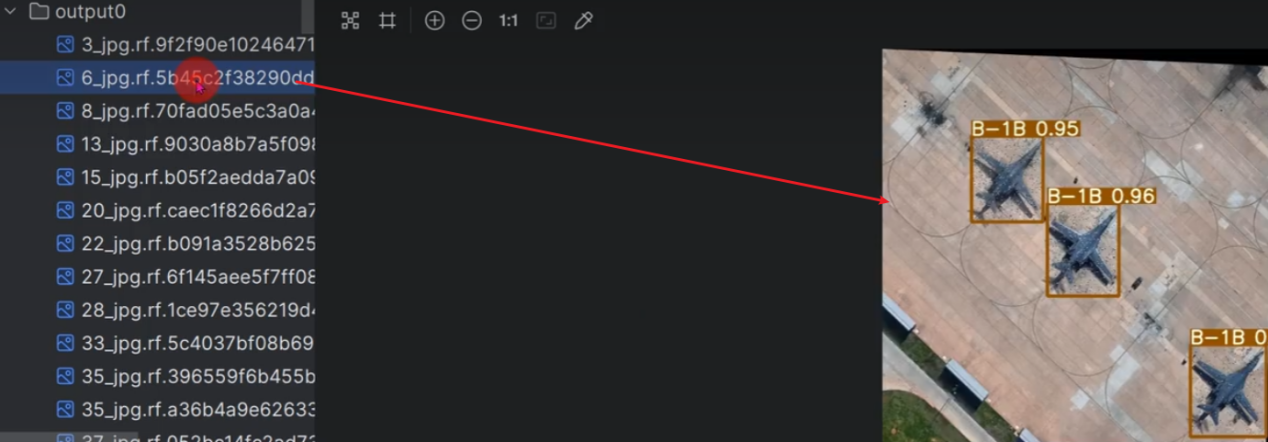 output0
3_jpg.rf.9f2f90e10246471
6_jpg.rf.5b45c2f38290dd
8_jpg.rf.70fad05e5c3a0a4
13_jpg.rf.9030a8b7a5f098
15_jpg.rf.b05f2aedda7a09
20_jpg.rf.caec1f8266d2a7
22_jpg.rf.b091a3528b625
27_jpg.rf.6f145aee5f7ff08
28_jpg.rf.1ce97e356219d4
33_jpg.rf.5c4037bf08b69
35_jpg.rf.396559f6b455b
35_jpg.rf.a36b4a9e62633
1:1
B-1B 0.95
B-1B 0.96
B-1B 0